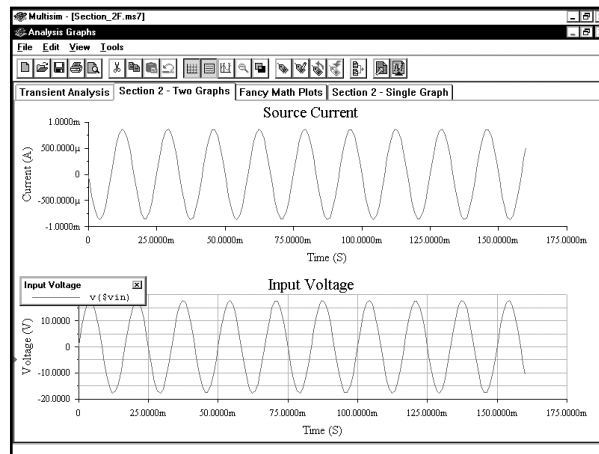 Multisim - [Section_2F.ms7]
Analysis Graphs
File Edit View Tools
Transient Analysis Section 2 - Two Graphs Fancy Math Plots Section 2 - Single Graph
Source Current
1.0000m
500.0000µ
0
-500.0000µ
-1.0000m
Current (A)
0 25.0000m 50.0000m 75.0000m 100.0000m 125.0000m 150.0000m 175.0000m
Time (S)
Input Voltage
Input Voltage
v($vin)
10.0000
0
-10.0000
-20.0000
Voltage (V)
0 25.0000m 50.0000m 75.0000m 100.0000m 125.0000m 150.0000m 175.0000m
Time (S)